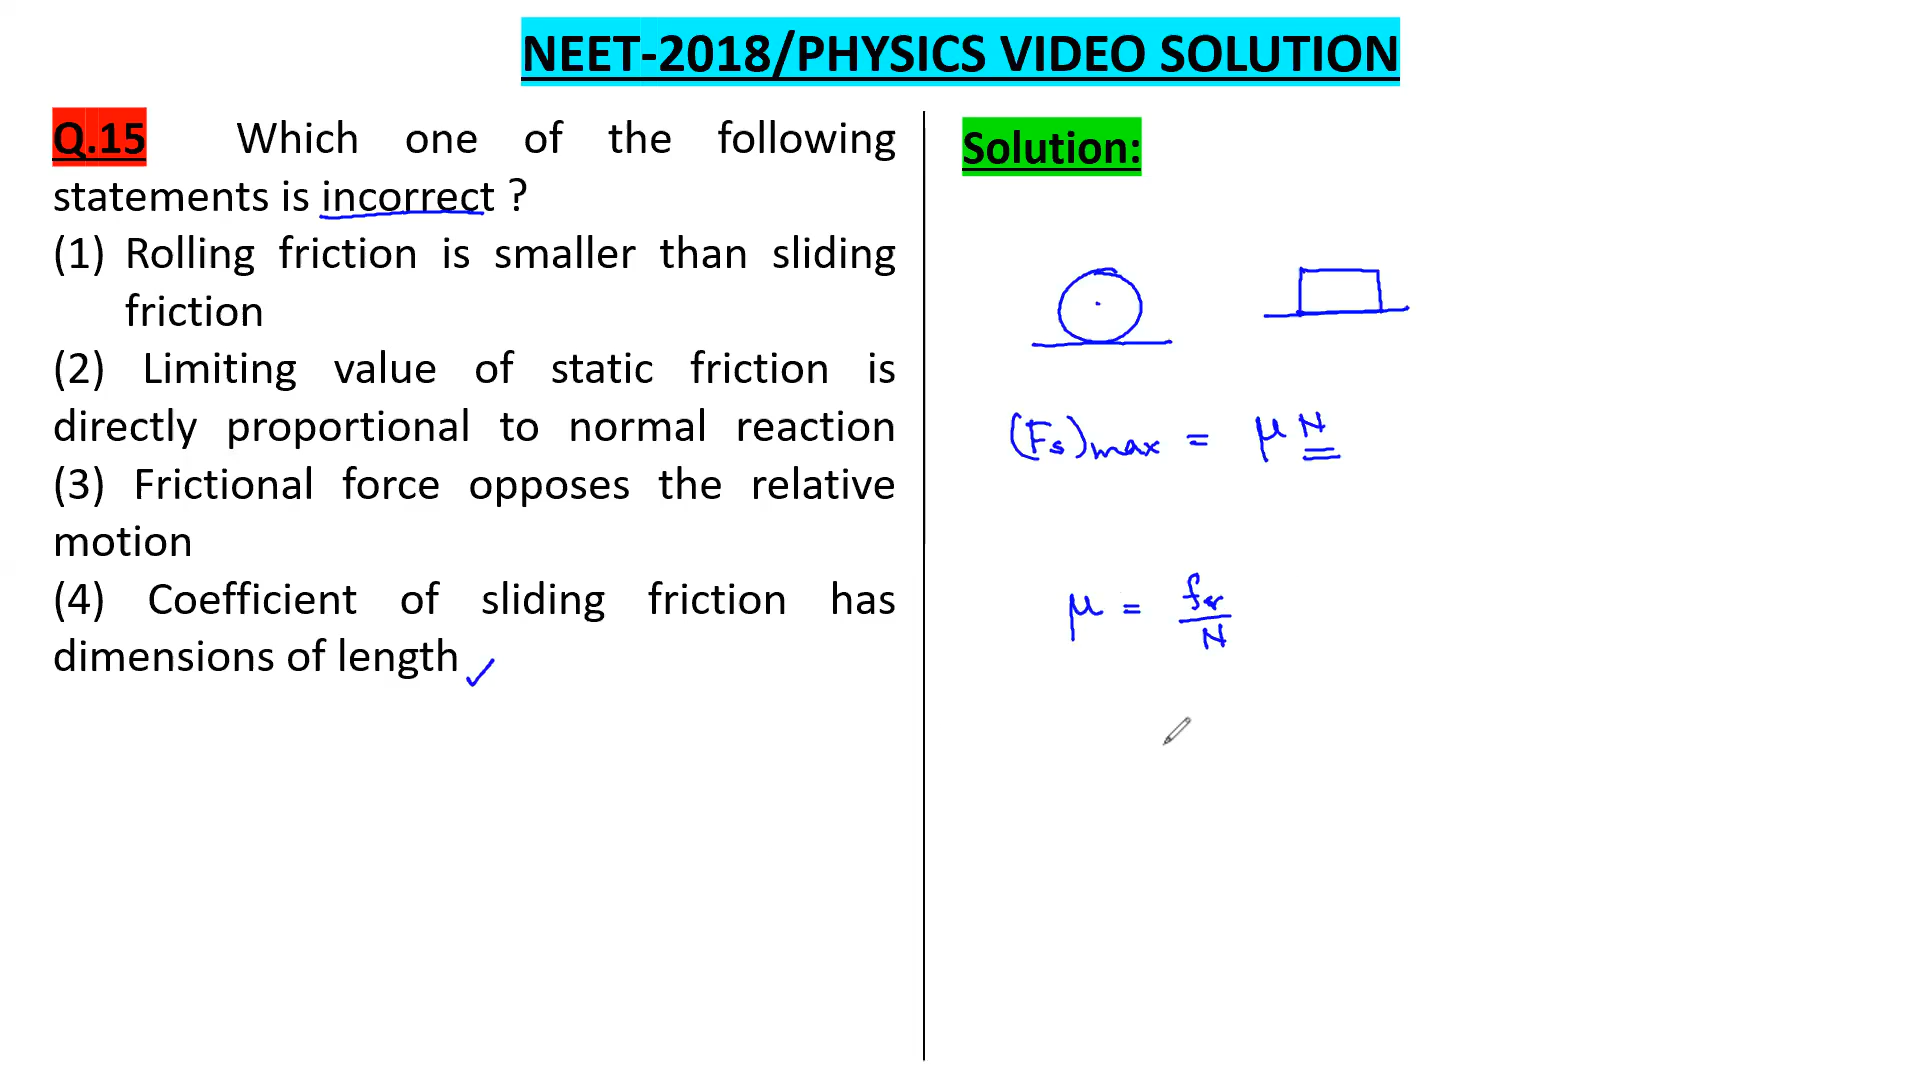 NEET-2018/PHYSICS VIDEO SOLUTION
Q.15 Which one of the following
statements is incorrect ?
(1) Rolling friction is smaller than sliding
friction
(2) Limiting value of static friction is
directly proportional to normal reaction
(3) Frictional force opposes the relative
motion
(4) Coefficient of sliding friction has
dimensions of length ✓
Solution:
(Fs)max = μ N
μ = fr/N